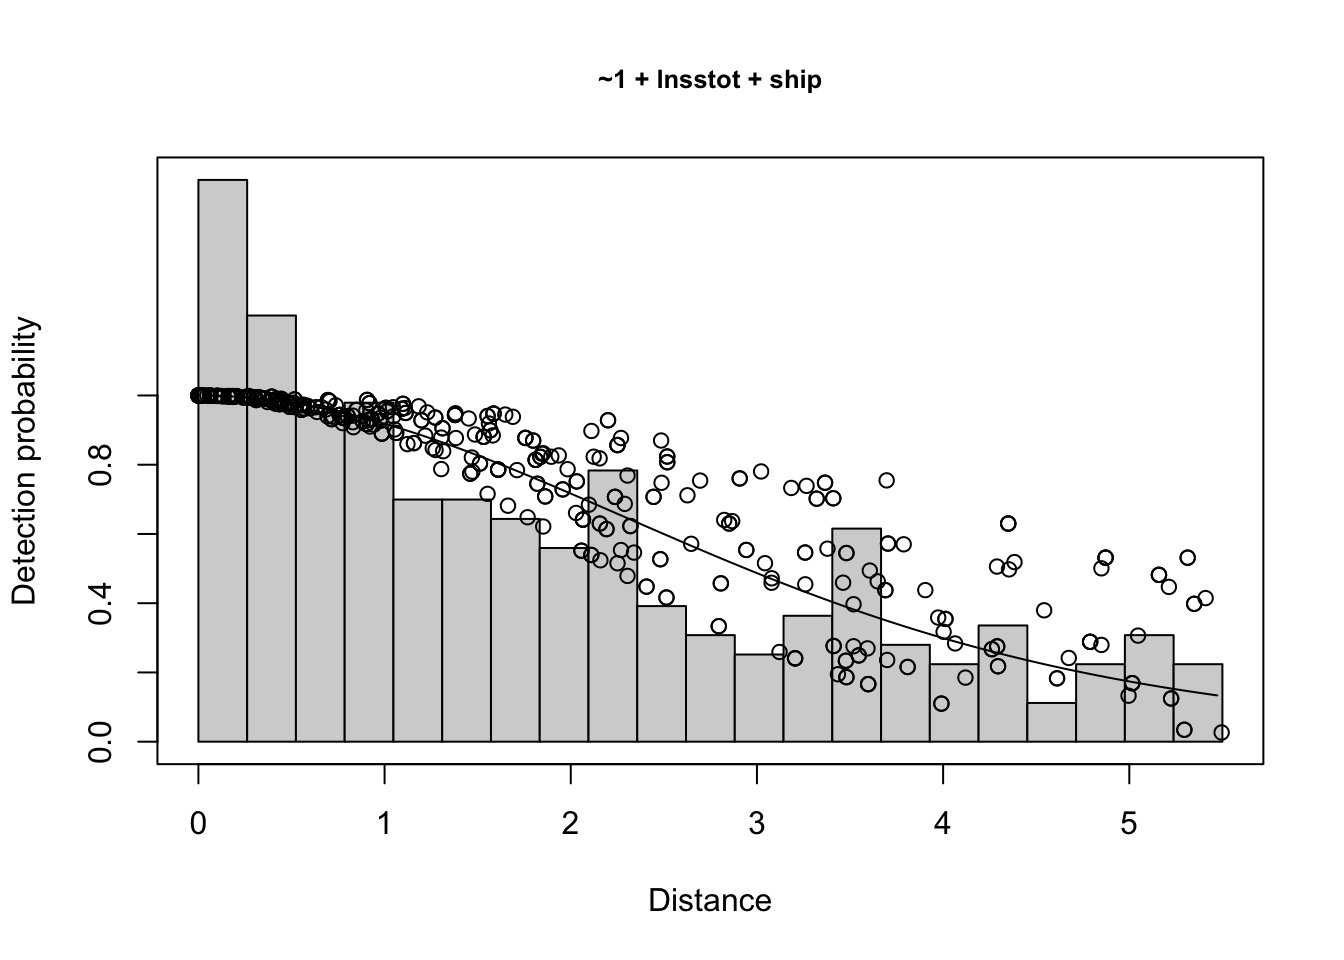 ~1 + lnsstot + ship
Detection probability
0.8
0.4
0.0
0 1 2 3 4 5
Distance